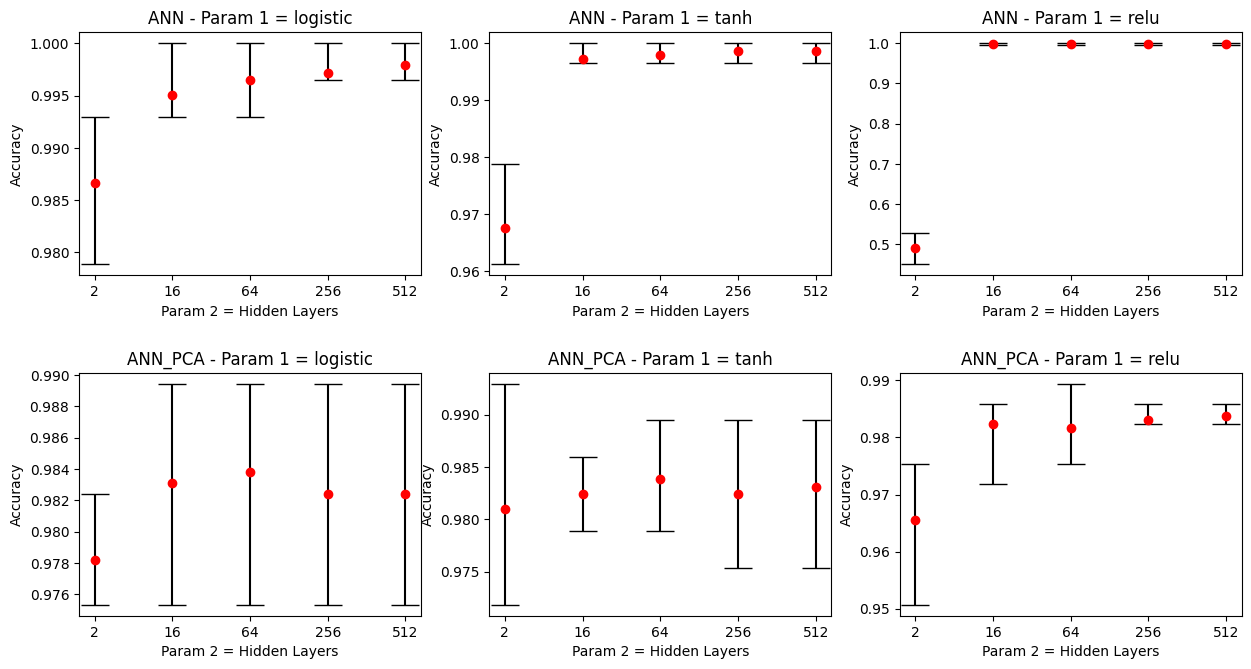 ANN - Param 1 = logistic
1.000
0.995
0.990
0.985
0.980
Accuracy
2 16 64 256 512
Param 2 = Hidden Layers
ANN - Param 1 = tanh
1.00
0.99
0.98
0.97
0.96
Accuracy
2 16 64 256 512
Param 2 = Hidden Layers
ANN - Param 1 = relu
1.0
0.9
0.8
0.7
0.6
0.5
Accuracy
2 16 64 256 512
Param 2 = Hidden Layers
ANN_PCA - Param 1 = logistic
0.990
0.988
0.986
0.984
0.982
0.980
0.978
0.976
Accuracy
2 16 64 256 512
Param 2 = Hidden Layers
ANN_PCA - Param 1 = tanh
0.990
0.985
0.980
0.975
Accuracy
2 16 64 256 512
Param 2 = Hidden Layers
ANN_PCA - Param 1 = relu
0.99
0.98
0.97
0.96
0.95
Accuracy
2 16 64 256 512
Param 2 = Hidden Layers